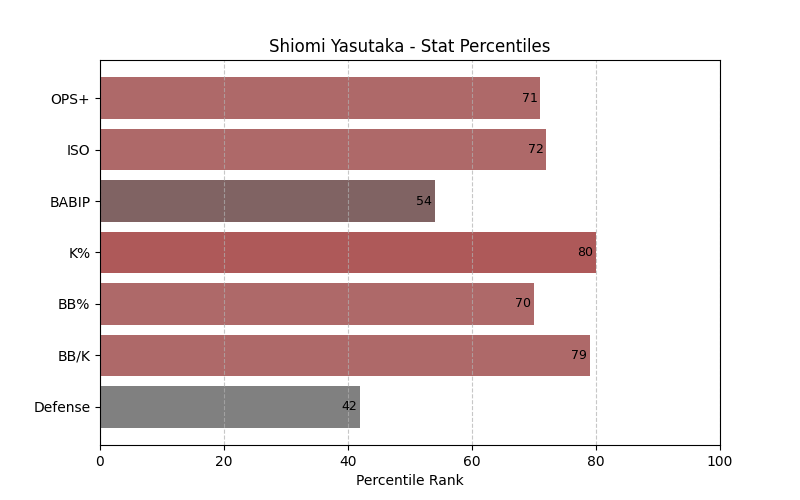 Shiomi Yasutaka - Stat Percentiles
OPS+ 71
ISO 72
BABIP 54
K% 80
BB% 70
BB/K 79
Defense 42
0 20 40 60 80 100
Percentile Rank